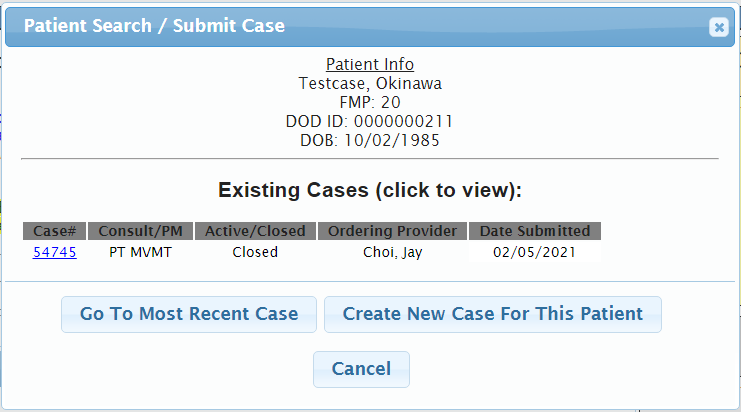 Patient Search / Submit Case
Patient Info
Testcase, Okinawa
FMP: 20
DOD ID: 0000000211
DOB: 10/02/1985
Existing Cases (click to view):
Case# Consult/PM Active/Closed Ordering Provider Date Submitted
54745 PT MVMT Closed Choi, Jay 02/05/2021
Go To Most Recent Case Create New Case For This Patient
Cancel